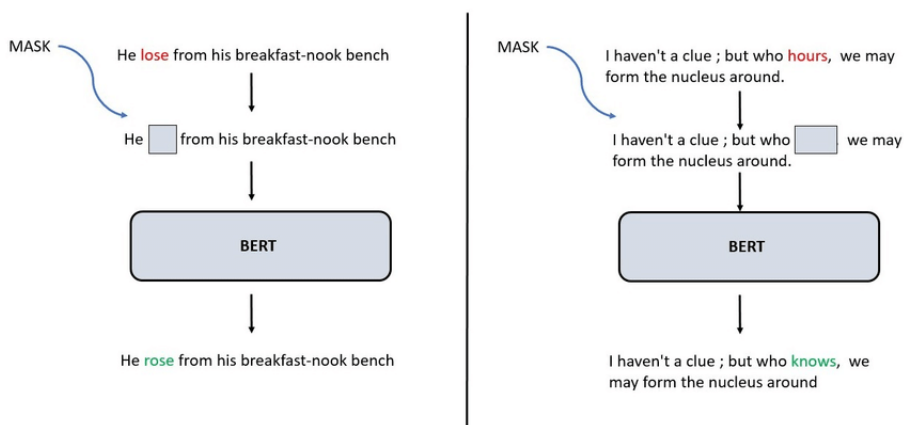 MASK
He lose from his breakfast-nook bench
He from his breakfast-nook bench
BERT
He rose from his breakfast-nook bench
MASK
I haven't a clue ; but who hours, we may
form the nucleus around.
I haven't a clue ; but who we may
form the nucleus around.
BERT
I haven't a clue ; but who knows, we
may form the nucleus around